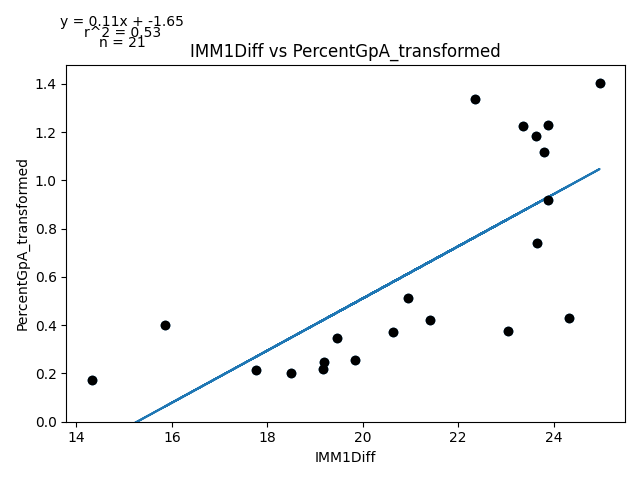 y = 0.11x + -1.65
r^2 = 0.53
n = 21
IMM1Diff vs PercentGpA_transformed
1.4
1.2
1.0
0.8
0.6
0.4
0.2
0.0
PercentGpA_transformed
14 16 18 20 22 24
IMM1Diff